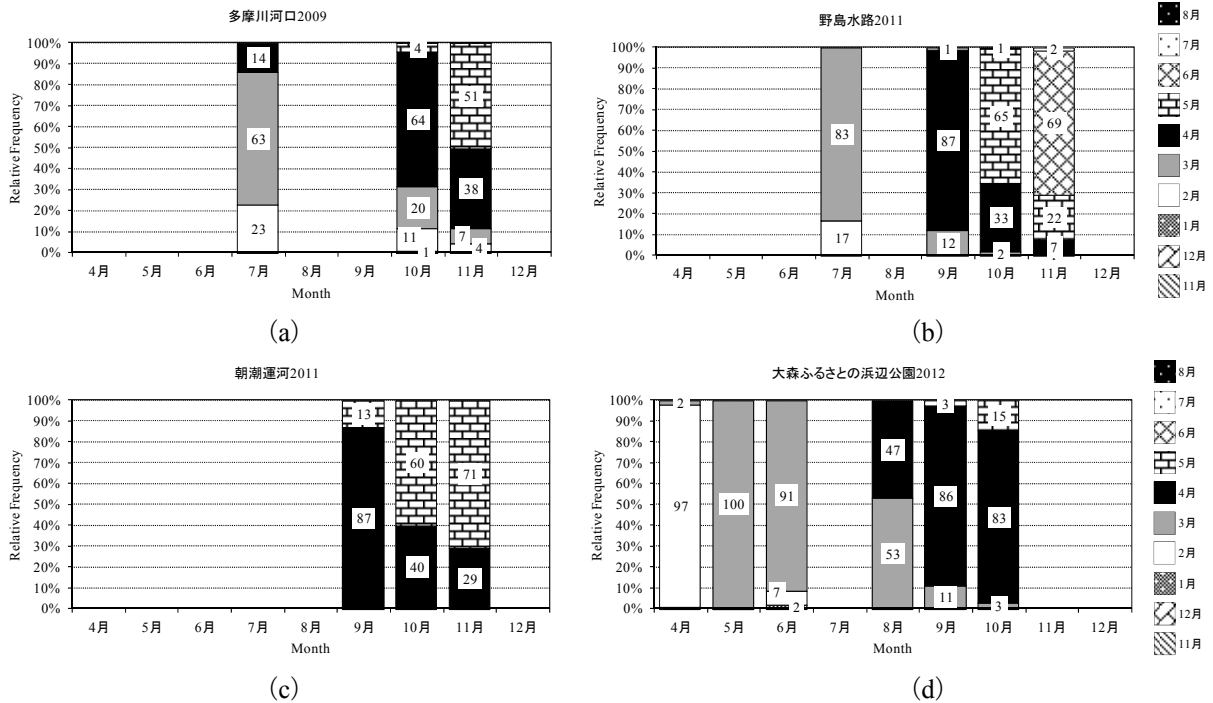 多摩川河口2009
100%
90%
80%
70%
60%
50%
40%
30%
20%
10%
0%
Relative Frequency
14
63
23
4
64
20
11
1
51
38
7
4
4月 5月 6月 7月 8月 9月 10月 11月 12月
Month
(a)
野島水路2011
100%
90%
80%
70%
60%
50%
40%
30%
20%
10%
0%
Relative Frequency
83
17
1
87
12
1
65
33
2
2
69
22
7
4月 5月 6月 7月 8月 9月 10月 11月 12月
Month
(b)
8月
7月
6月
5月
4月
3月
2月
1月
12月
11月
朝潮運河2011
100%
90%
80%
70%
60%
50%
40%
30%
20%
10%
0%
Relative Frequency
13
87
60
40
71
29
4月 5月 6月 7月 8月 9月 10月 11月 12月
Month
(c)
大森ふるさとの浜辺公園2012
100%
90%
80%
70%
60%
50%
40%
30%
20%
10%
0%
Relative Frequency
2
97
100
91
7
2
47
53
3
86
11
15
83
3
4月 5月 6月 7月 8月 9月 10月 11月 12月
Month
(d)
8月
7月
6月
5月
4月
3月
2月
1月
12月
11月